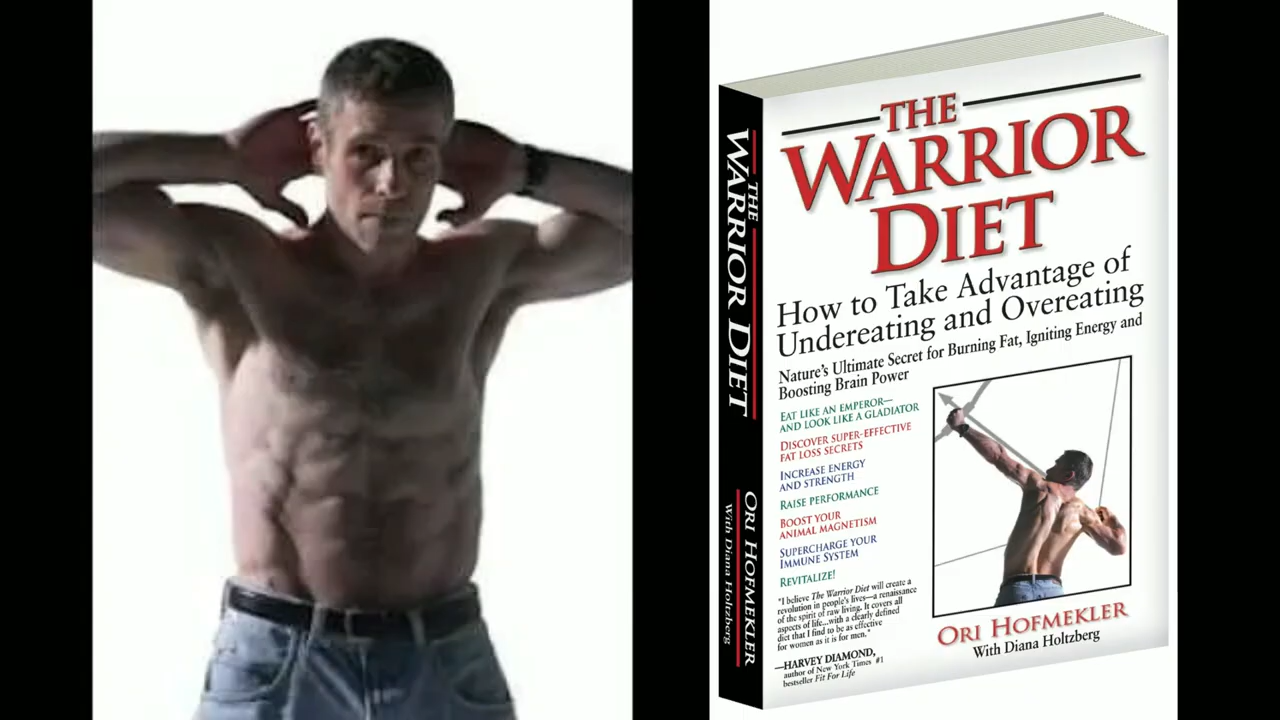 THE
WARRIOR
DIET
How to Take Advantage of
Undereating and Overeating
Nature's Ultimate Secret for Burning Fat, Igniting Energy and
Boosting Brain Power
EAT LIKE AN EMPEROR—
AND LOOK LIKE A GLADIATOR
DISCOVER SUPER-EFFECTIVE
FAT LOSS SECRETS
INCREASE ENERGY
AND STRENGTH
RAISE PERFORMANCE
BOOST YOUR
ANIMAL MAGNETISM
SUPERCHARGE YOUR
IMMUNE SYSTEM
REVITALIZE!
"I believe The Warrior Diet will create a
revolution in people's lives—a renaissance
of the spirit of raw living. It covers all
aspects of life...with a clearly defined
diet that I find to be as effective
for women as it is for men."
—HARVEY DIAMOND,
author of New York Times #1
bestseller Fit For Life
ORI HOFMEKLER
With Diana Holtzberg
THE
WARRIOR DIET
ORI HOFMEKLER
With Diana Holtzberg